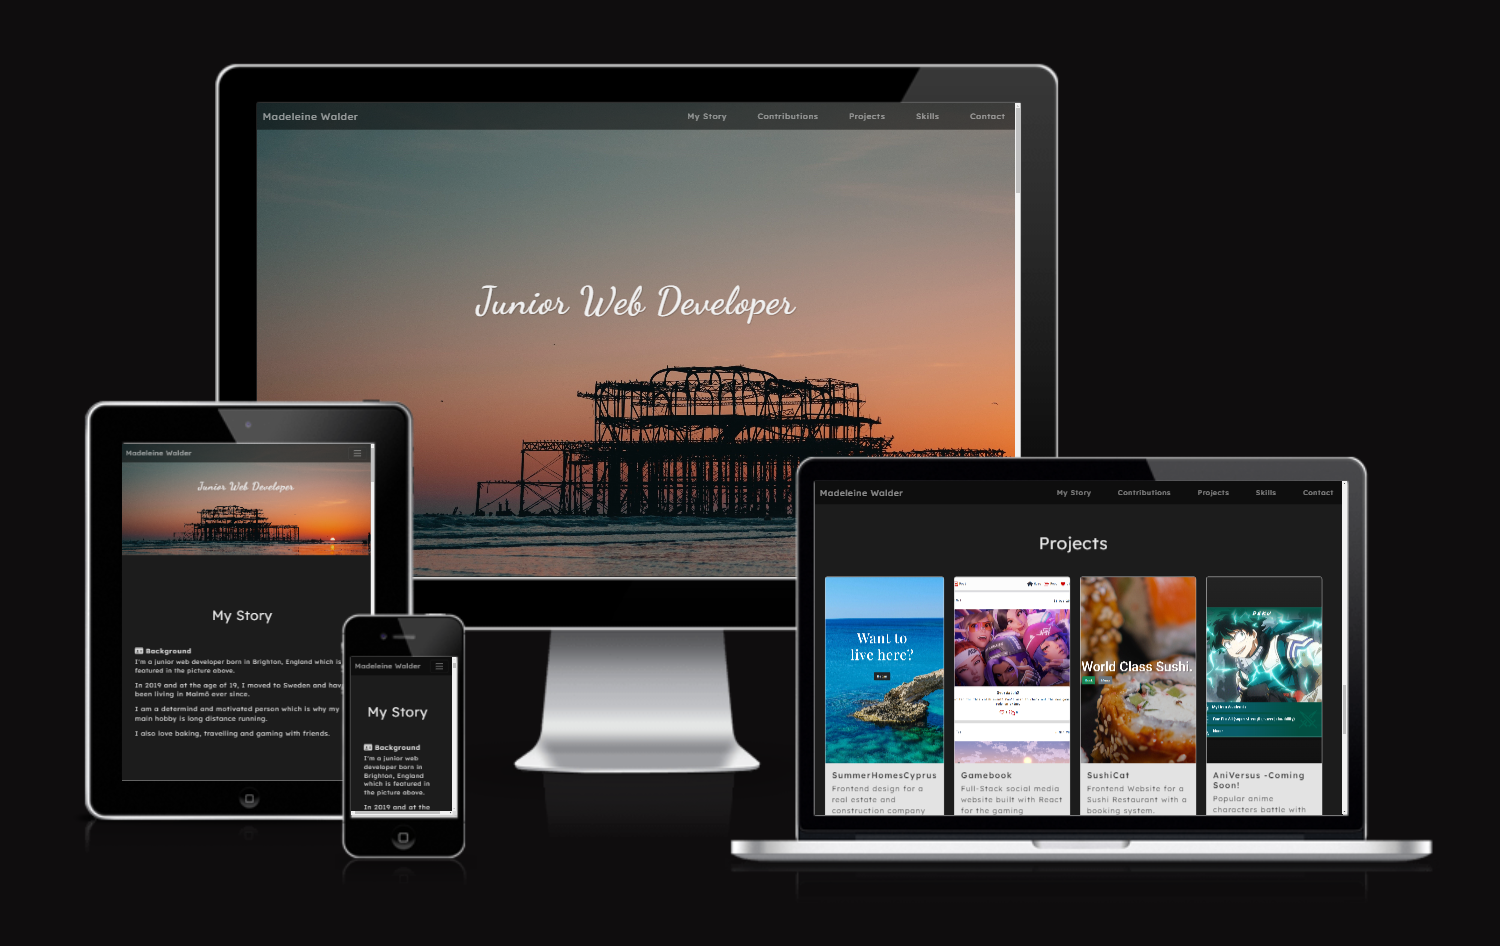 Madeleine Walder
My Story Contributions Projects Skills Contact
Junior Web Developer
Madeleine Walder
Junior Web Developer
My Story
Background
I'm a junior web developer born in Brighton, England which is
featured in the picture above.
In 2019 and at the age of 19, I moved to Sweden and hav
been living in Malmö ever since.
I am a determind and motivated person which is why my
main hobby is long distance running.
I also love baking, travelling and gaming with friends.
Madeleine Walder
My Story
Background
I'm a junior web
developer born in
Brighton, England
which is featured in
the picture above.
In 2019 and at the
Madeleine Walder
My Story Contributions Projects Skills Contact
Projects
Want to
live here?
World Class Sushi.
DEKU
SummerHomesCyprus
Frontend design for a
real estate and
construction company
Gamebook
Full-Stack social media
website built with React
for the gaming
SushiCat
Frontend Website for a
Sushi Restaurant with a
booking system.
AniVersus -Coming
Soon!
Popular anime
characters battle with